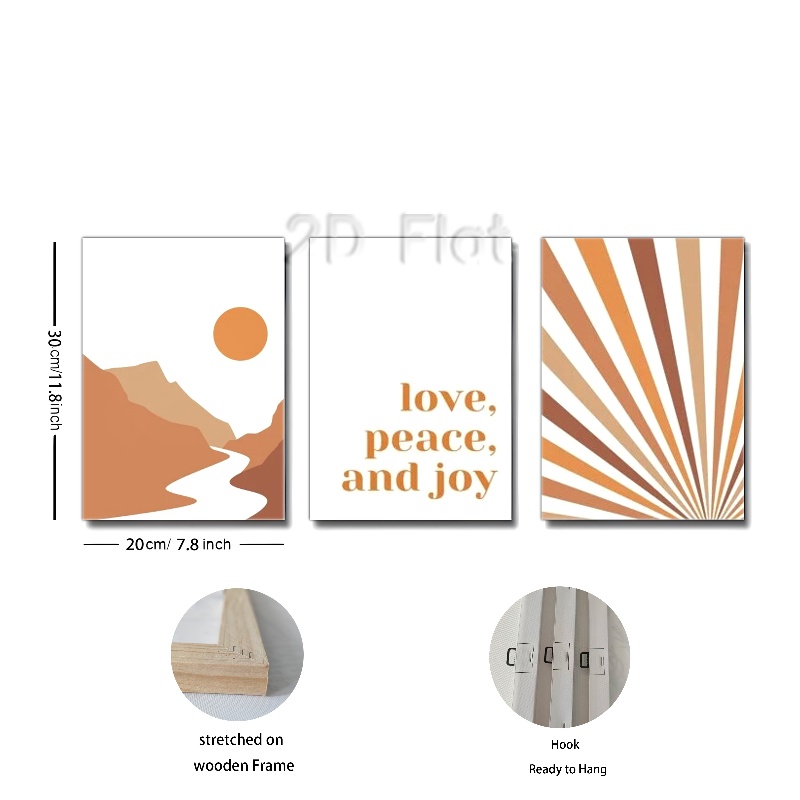 2D Flat
30cm/11.8inch
love,
peace,
and joy
20cm/ 7.8 inch
stretched on
wooden Frame
Hook
Ready to Hang